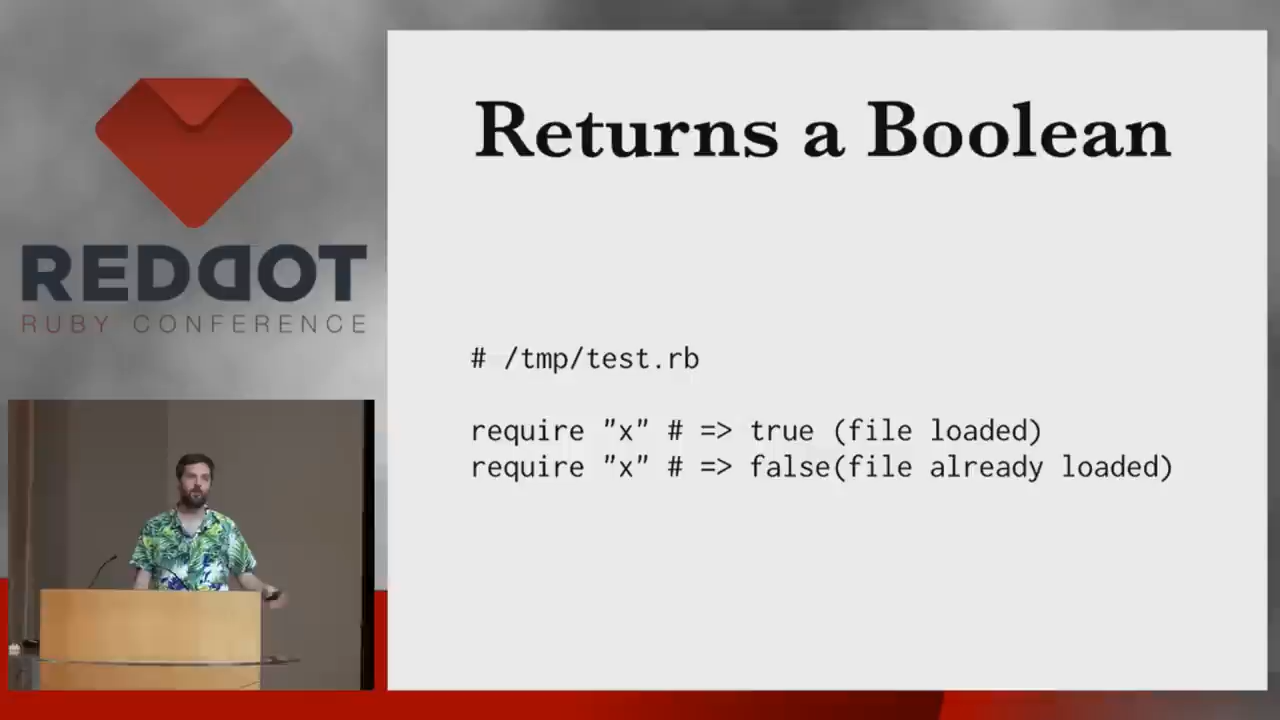 REDDOT
RUBY CONFERENCE
Returns a Boolean
# /tmp/test.rb
require "x" # => true (file loaded)
require "x" # => false(file already loaded)